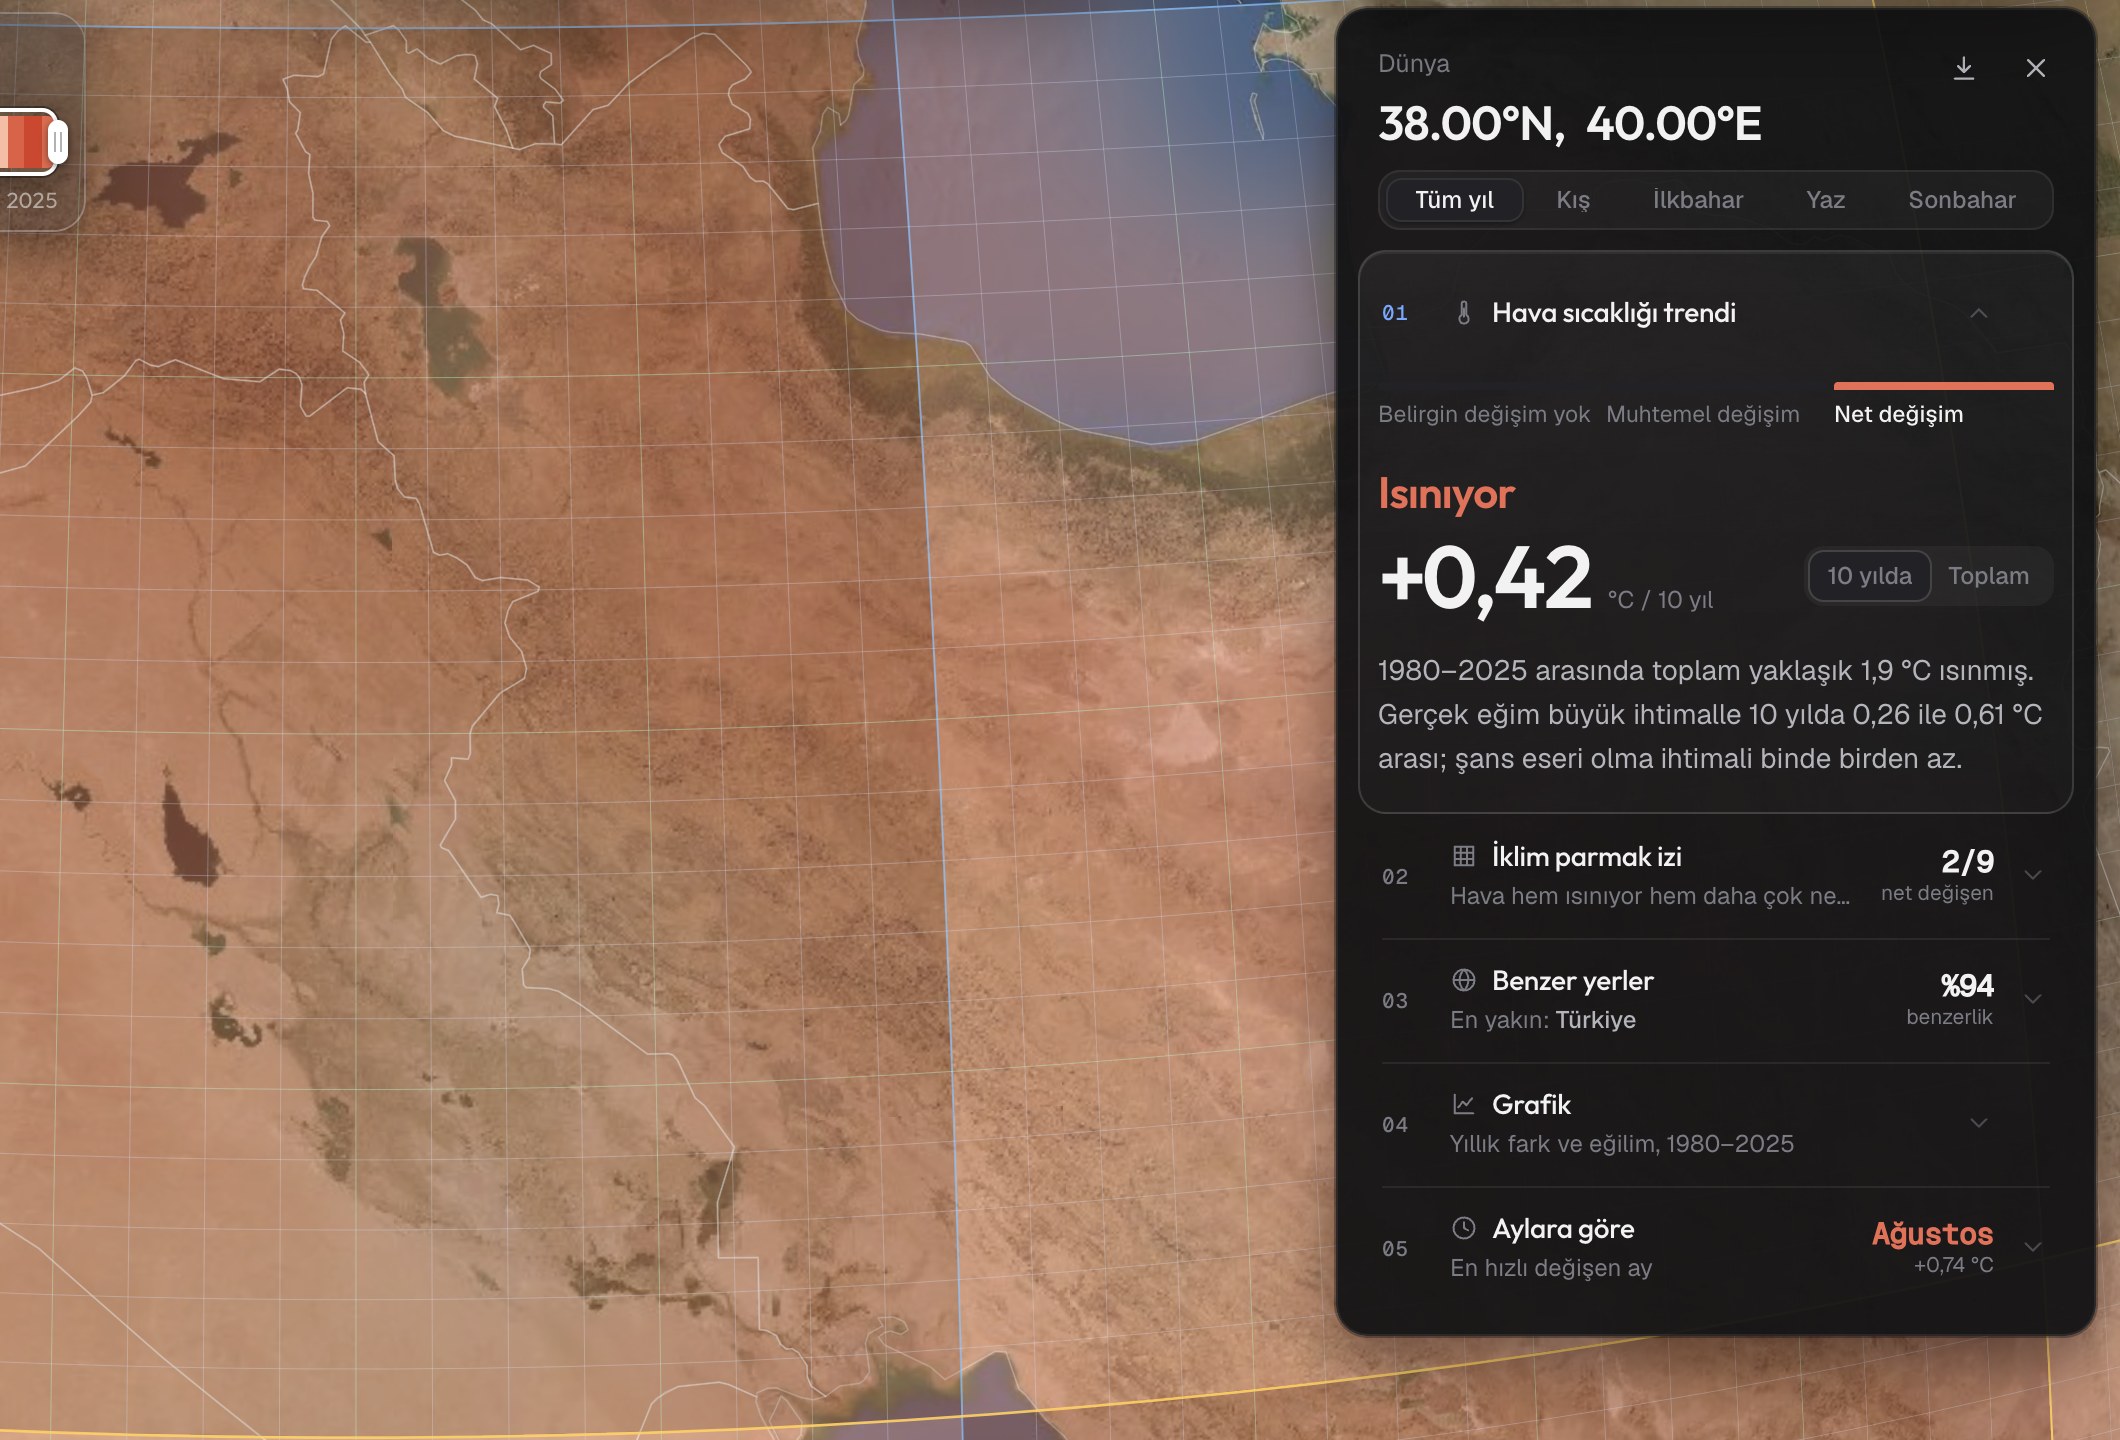 2025
Dünya
38.00°N, 40.00°E
Tüm yıl Kış İlkbahar Yaz Sonbahar
01 Hava sıcaklığı trendi
Belirgin değişim yok Muhtemel değişim Net değişim
Isınıyor
+0,42 °C / 10 yıl
10 yılda Toplam
1980–2025 arasında toplam yaklaşık 1,9 °C ısınmış.
Gerçek eğim büyük ihtimalle 10 yılda 0,26 ile 0,61 °C
arası; şans eseri olma ihtimali binde birden az.
02 İklim parmak izi 2/9
Hava hem ısınıyor hem daha çok ne… net değişen
03 Benzer yerler %94
En yakın: Türkiye benzerlik
04 Grafik
Yıllık fark ve eğilim, 1980–2025
05 Aylara göre Ağustos
En hızlı değişen ay +0,74 °C